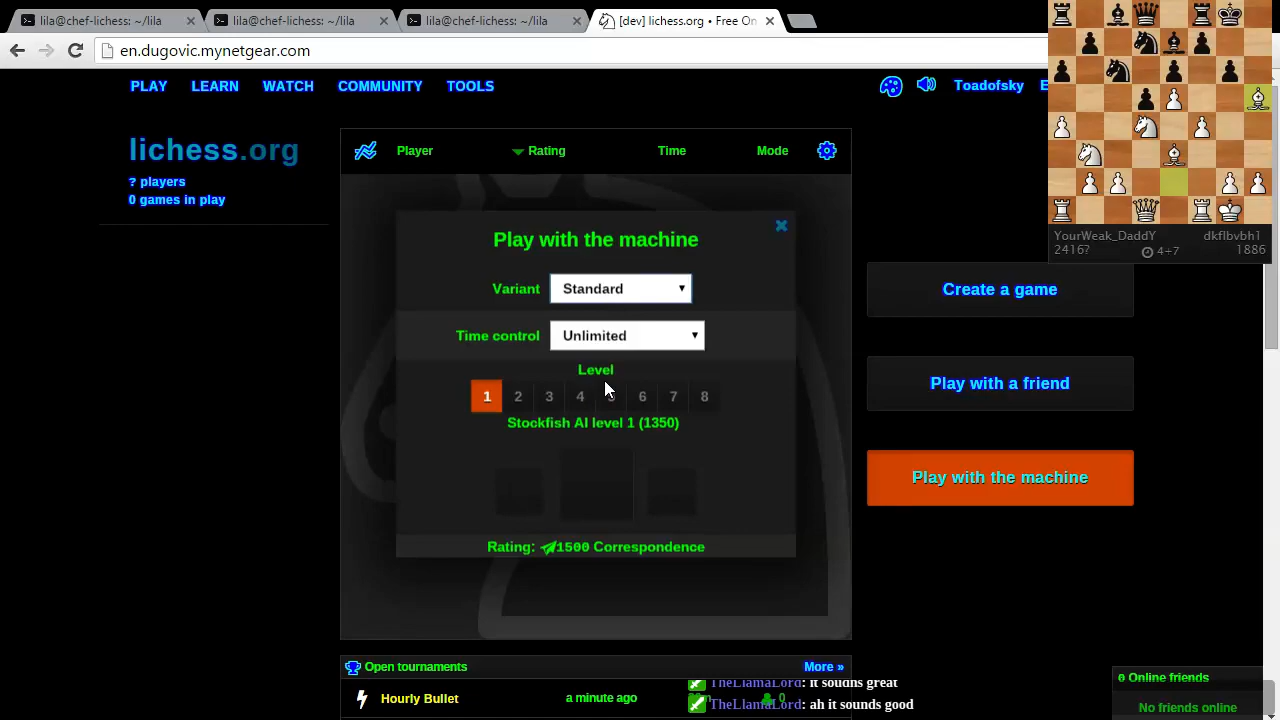 lila@chef-lichess: ~/lila
lila@chef-lichess: ~/lila
lila@chef-lichess: ~/lila
[dev] lichess.org • Free On
en.dugovic.mynetgear.com
PLAY LEARN WATCH COMMUNITY TOOLS
Toadofsky E
lichess.org
? players
0 games in play
Player Rating Time Mode
Play with the machine
Variant Standard
Time control Unlimited
Level
1 2 3 4 5 6 7 8
Stockfish AI level 1 (1350)
Rating: 1500 Correspondence
YourWeak_DaddY dkflbvbh1
2416? 4+7 1886
Create a game
Play with a friend
Play with the machine
Open tournaments More »
Hourly Bullet a minute ago 0
TheLlamaLord: it soudns great
TheLlamaLord: ah it sounds good
0 Online friends
No friends online